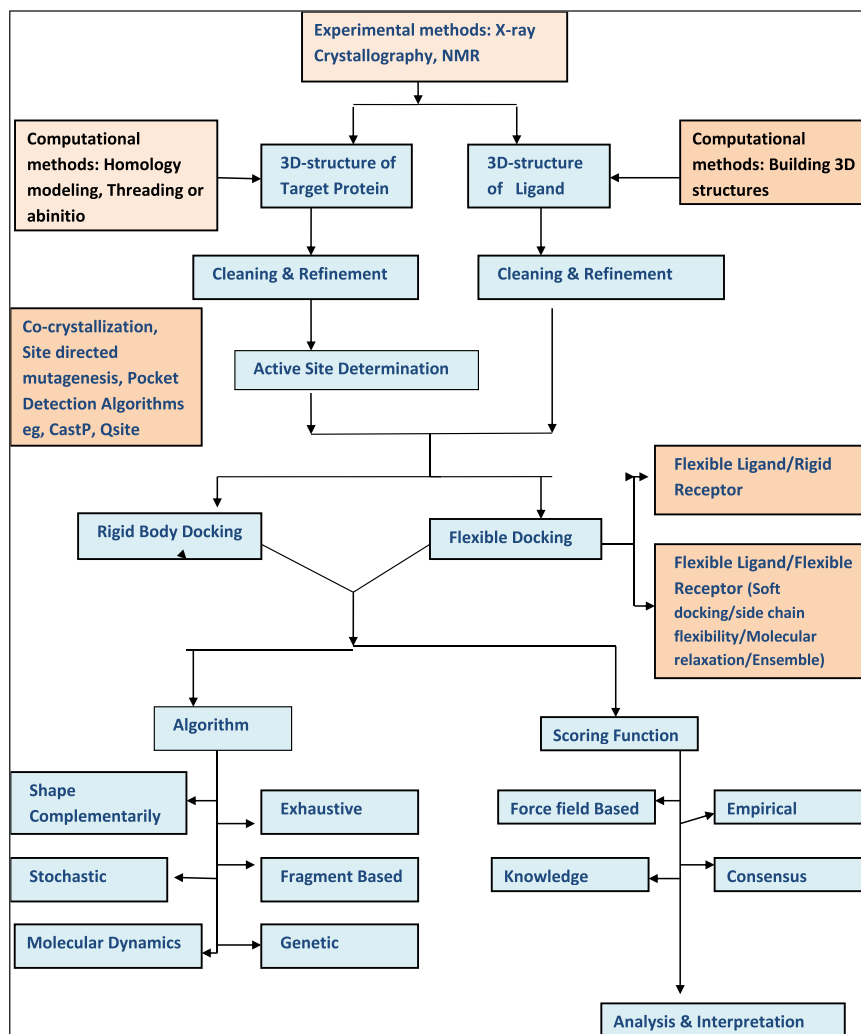 Experimental methods: X-ray
Crystallography, NMR
Computational
methods: Homology
modeling, Threading or
abinitio
3D-structure of
Target Protein
3D-structure
of Ligand
Computational
methods: Building 3D
structures
Cleaning & Refinement
Cleaning & Refinement
Co-crystallization,
Site directed
mutagenesis, Pocket
Detection Algorithms
eg, CastP, Qsite
Active Site Determination
Flexible Ligand/Rigid
Receptor
Rigid Body Docking
Flexible Docking
Flexible Ligand/Flexible
Receptor (Soft
docking/side chain
flexibility/Molecular
relaxation/Ensemble)
Algorithm
Scoring Function
Shape
Complementarily
Exhaustive
Force field Based
Empirical
Stochastic
Fragment Based
Knowledge
Consensus
Molecular Dynamics
Genetic
Analysis & Interpretation